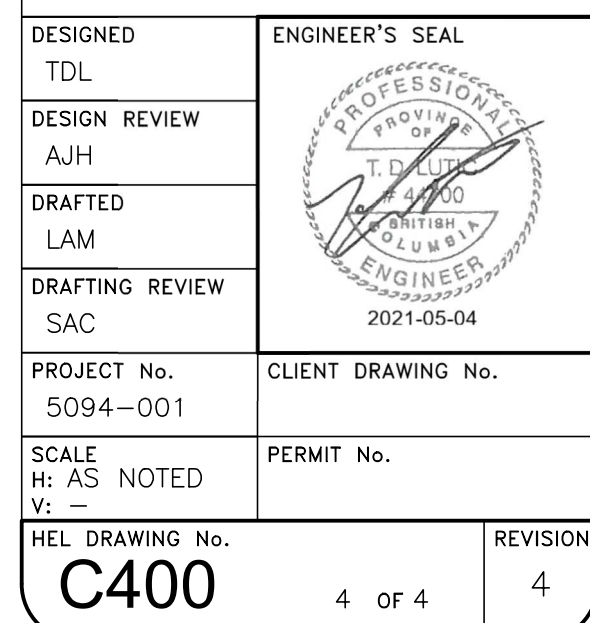 DESIGNED
TDL
DESIGN REVIEW
AJH
DRAFTED
LAM
DRAFTING REVIEW
SAC
ENGINEER'S SEAL
PROFESSIONAL
PROVINCE
OF
T. D. LUTIC
#
BRITISH
COLUMBIA
ENGINEER
2021-05-04
PROJECT No.
5094-001
CLIENT DRAWING No.
SCALE
H: AS NOTED
V: –
PERMIT No.
HEL DRAWING No.
C400
4 OF 4
REVISION
4